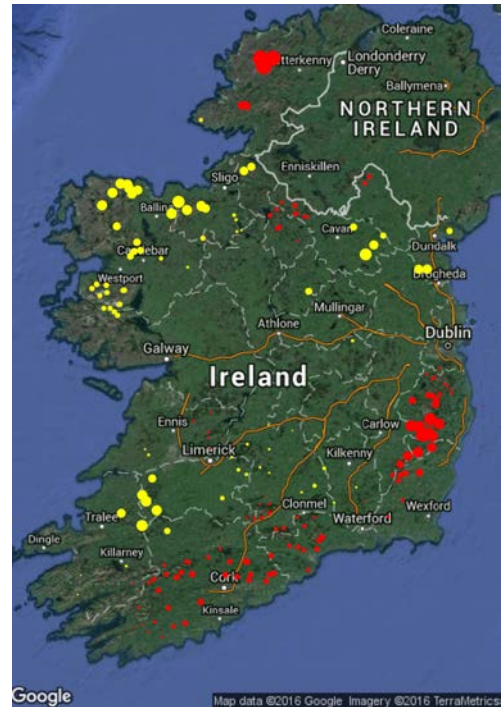 Coleraine
Londonderry
Derry
tterkenny
Ballymena
NORTHERN
IRELAND
Enniskillen
Sligo
Ballina
Cavan
Dundalk
Castlebar
Drogheda
Westport
Mullingar
Athlone
Dublin
Galway
Ireland
Ennis
Carlow
Limerick
Kilkenny
Clonmel
Wexford
Tralee
Waterford
Dingle
Killarney
Cork
Kinsale
Google
Map data ©2016 Google Imagery ©2016 TerraMetrics